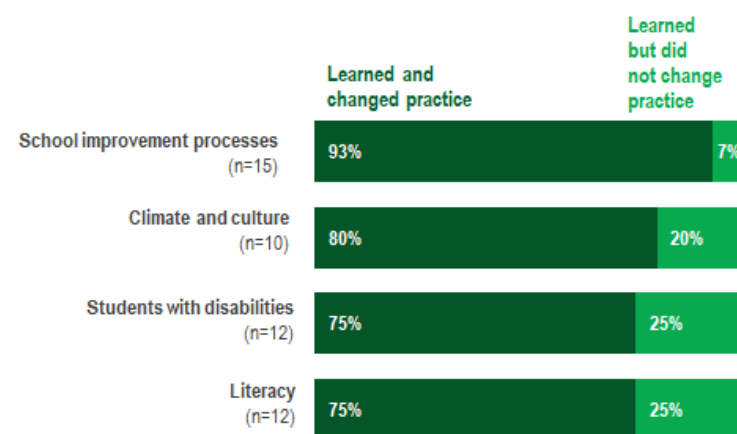 Learned
but did
not change
practice
Learned and
changed practice
School improvement processes
(n=15)
93%
7%
Climate and culture
(n=10)
80%
20%
Students with disabilities
(n=12)
75%
25%
Literacy
(n=12)
75%
25%